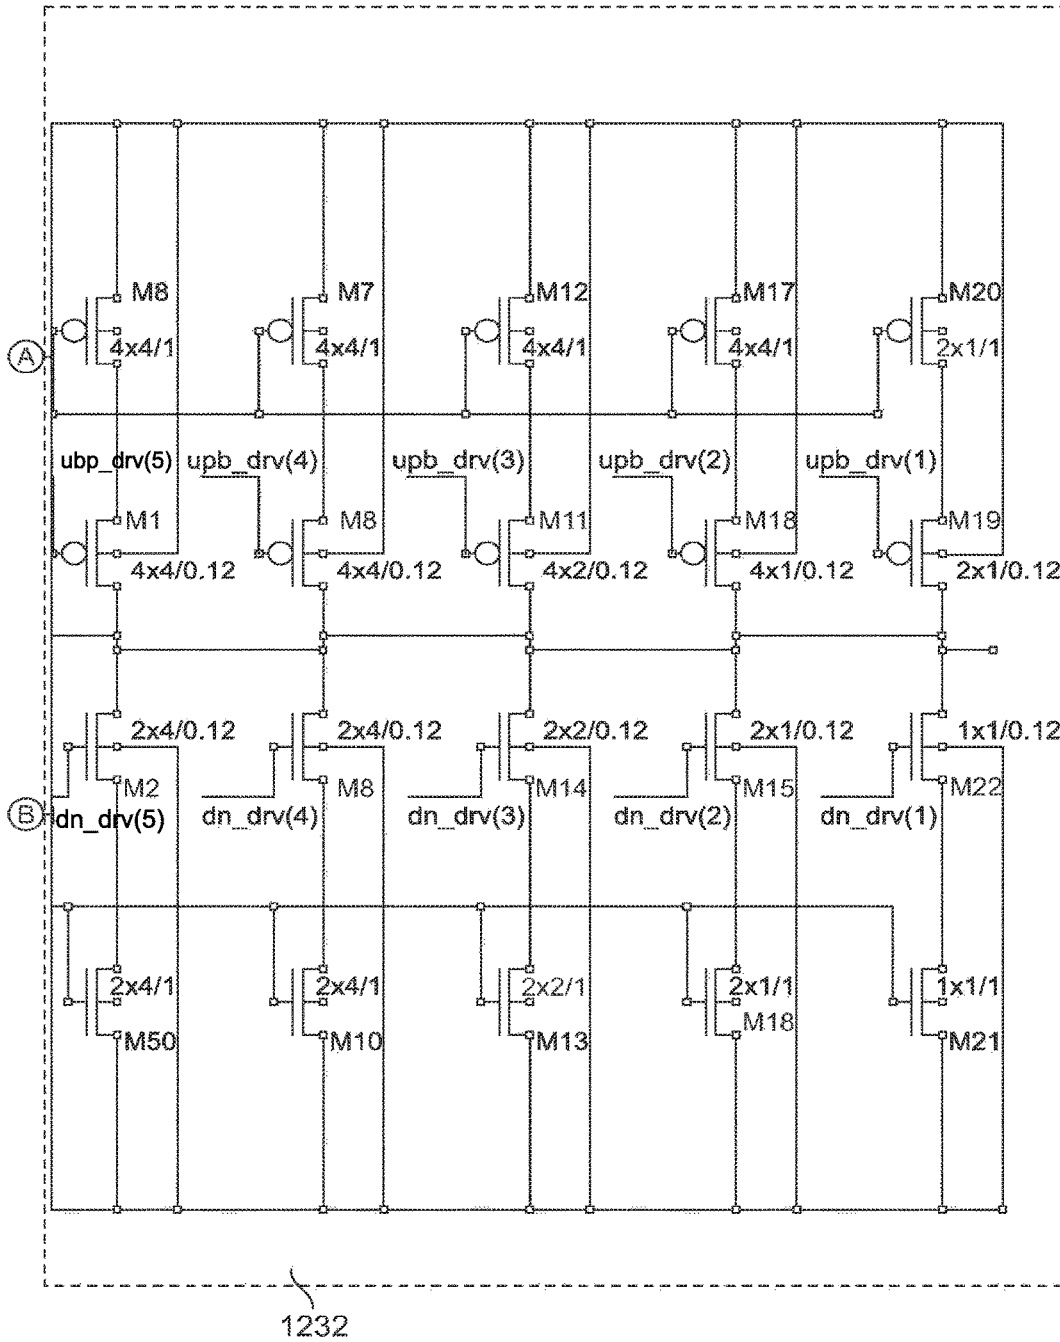 M8 M7 M12 M17 M20
4x4/1 4x4/1 4x4/1 4x4/1 2x1/1
A
ubp_drv(5) upb_drv(4) upb_drv(3) upb_drv(2) upb_drv(1)
M1 M8 M11 M18 M19
4x4/0.12 4x4/0.12 4x2/0.12 4x1/0.12 2x1/0.12
2x4/0.12 2x4/0.12 2x2/0.12 2x1/0.12 1x1/0.12
M2 M8 M14 M15 M22
B
dn_drv(5) dn_drv(4) dn_drv(3) dn_drv(2) dn_drv(1)
2x4/1 2x4/1 2x2/1 2x1/1 1x1/1
M50 M10 M13 M18 M21
1232